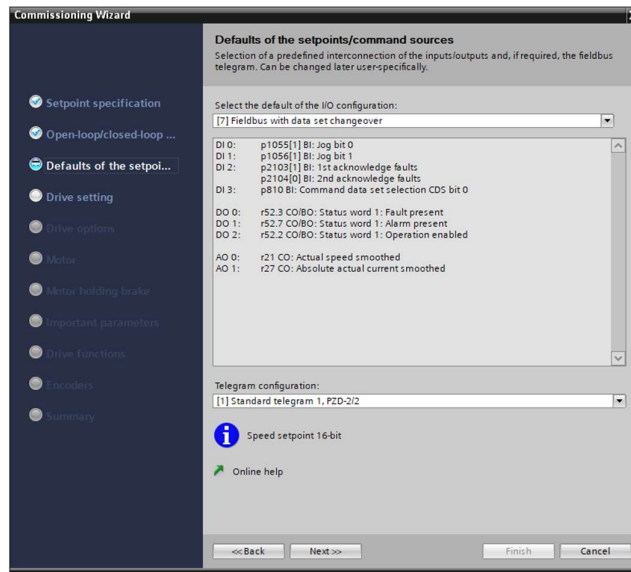 Commissioning Wizard
Defaults of the setpoints/command sources
Selection of a predefined interconnection of the inputs/outputs and, if required, the fieldbus
telegram. Can be changed later user-specifically.
Setpoint specification
Open-loop/closed-loop ...
Defaults of the setpoi...
Drive setting
Drive options
Motor
Motor holding brake
Important parameters
Drive functions
Encoders
Summary
Select the default of the I/O configuration:
[7] Fieldbus with data set changeover
DI 0: p1055[1] BI: Jog bit 0
DI 1: p1056[1] BI: Jog bit 1
DI 2: p2103[1] BI: 1st acknowledge faults
p2104[0] BI: 2nd acknowledge faults
DI 3: p810 BI: Command data set selection CDS bit 0
DO 0: r52.3 CO/BO: Status word 1: Fault present
DO 1: r52.7 CO/BO: Status word 1: Alarm present
DO 2: r52.2 CO/BO: Status word 1: Operation enabled
AO 0: r21 CO: Actual speed smoothed
AO 1: r27 CO: Absolute actual current smoothed
Telegram configuration:
[1] Standard telegram 1, PZD-2/2
Speed setpoint 16-bit
Online help
<< Back
Next >>
Finish
Cancel